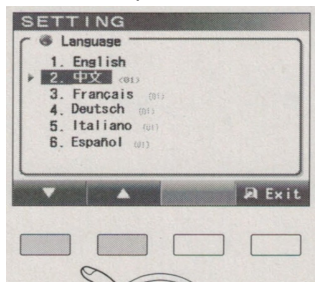 SETTING
Language
1. English
2. 中文 (01)
3. Français (01)
4. Deutsch (01)
5. Italiano (01)
6. Español (01)
▼ ▲ Exit